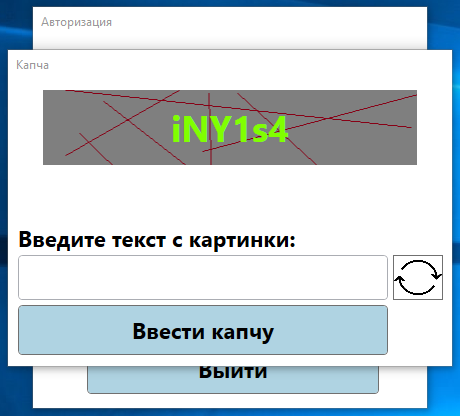 Авторизация
Капча
iNY1s4
Введите текст с картинки:
Ввести капчу
Выйти